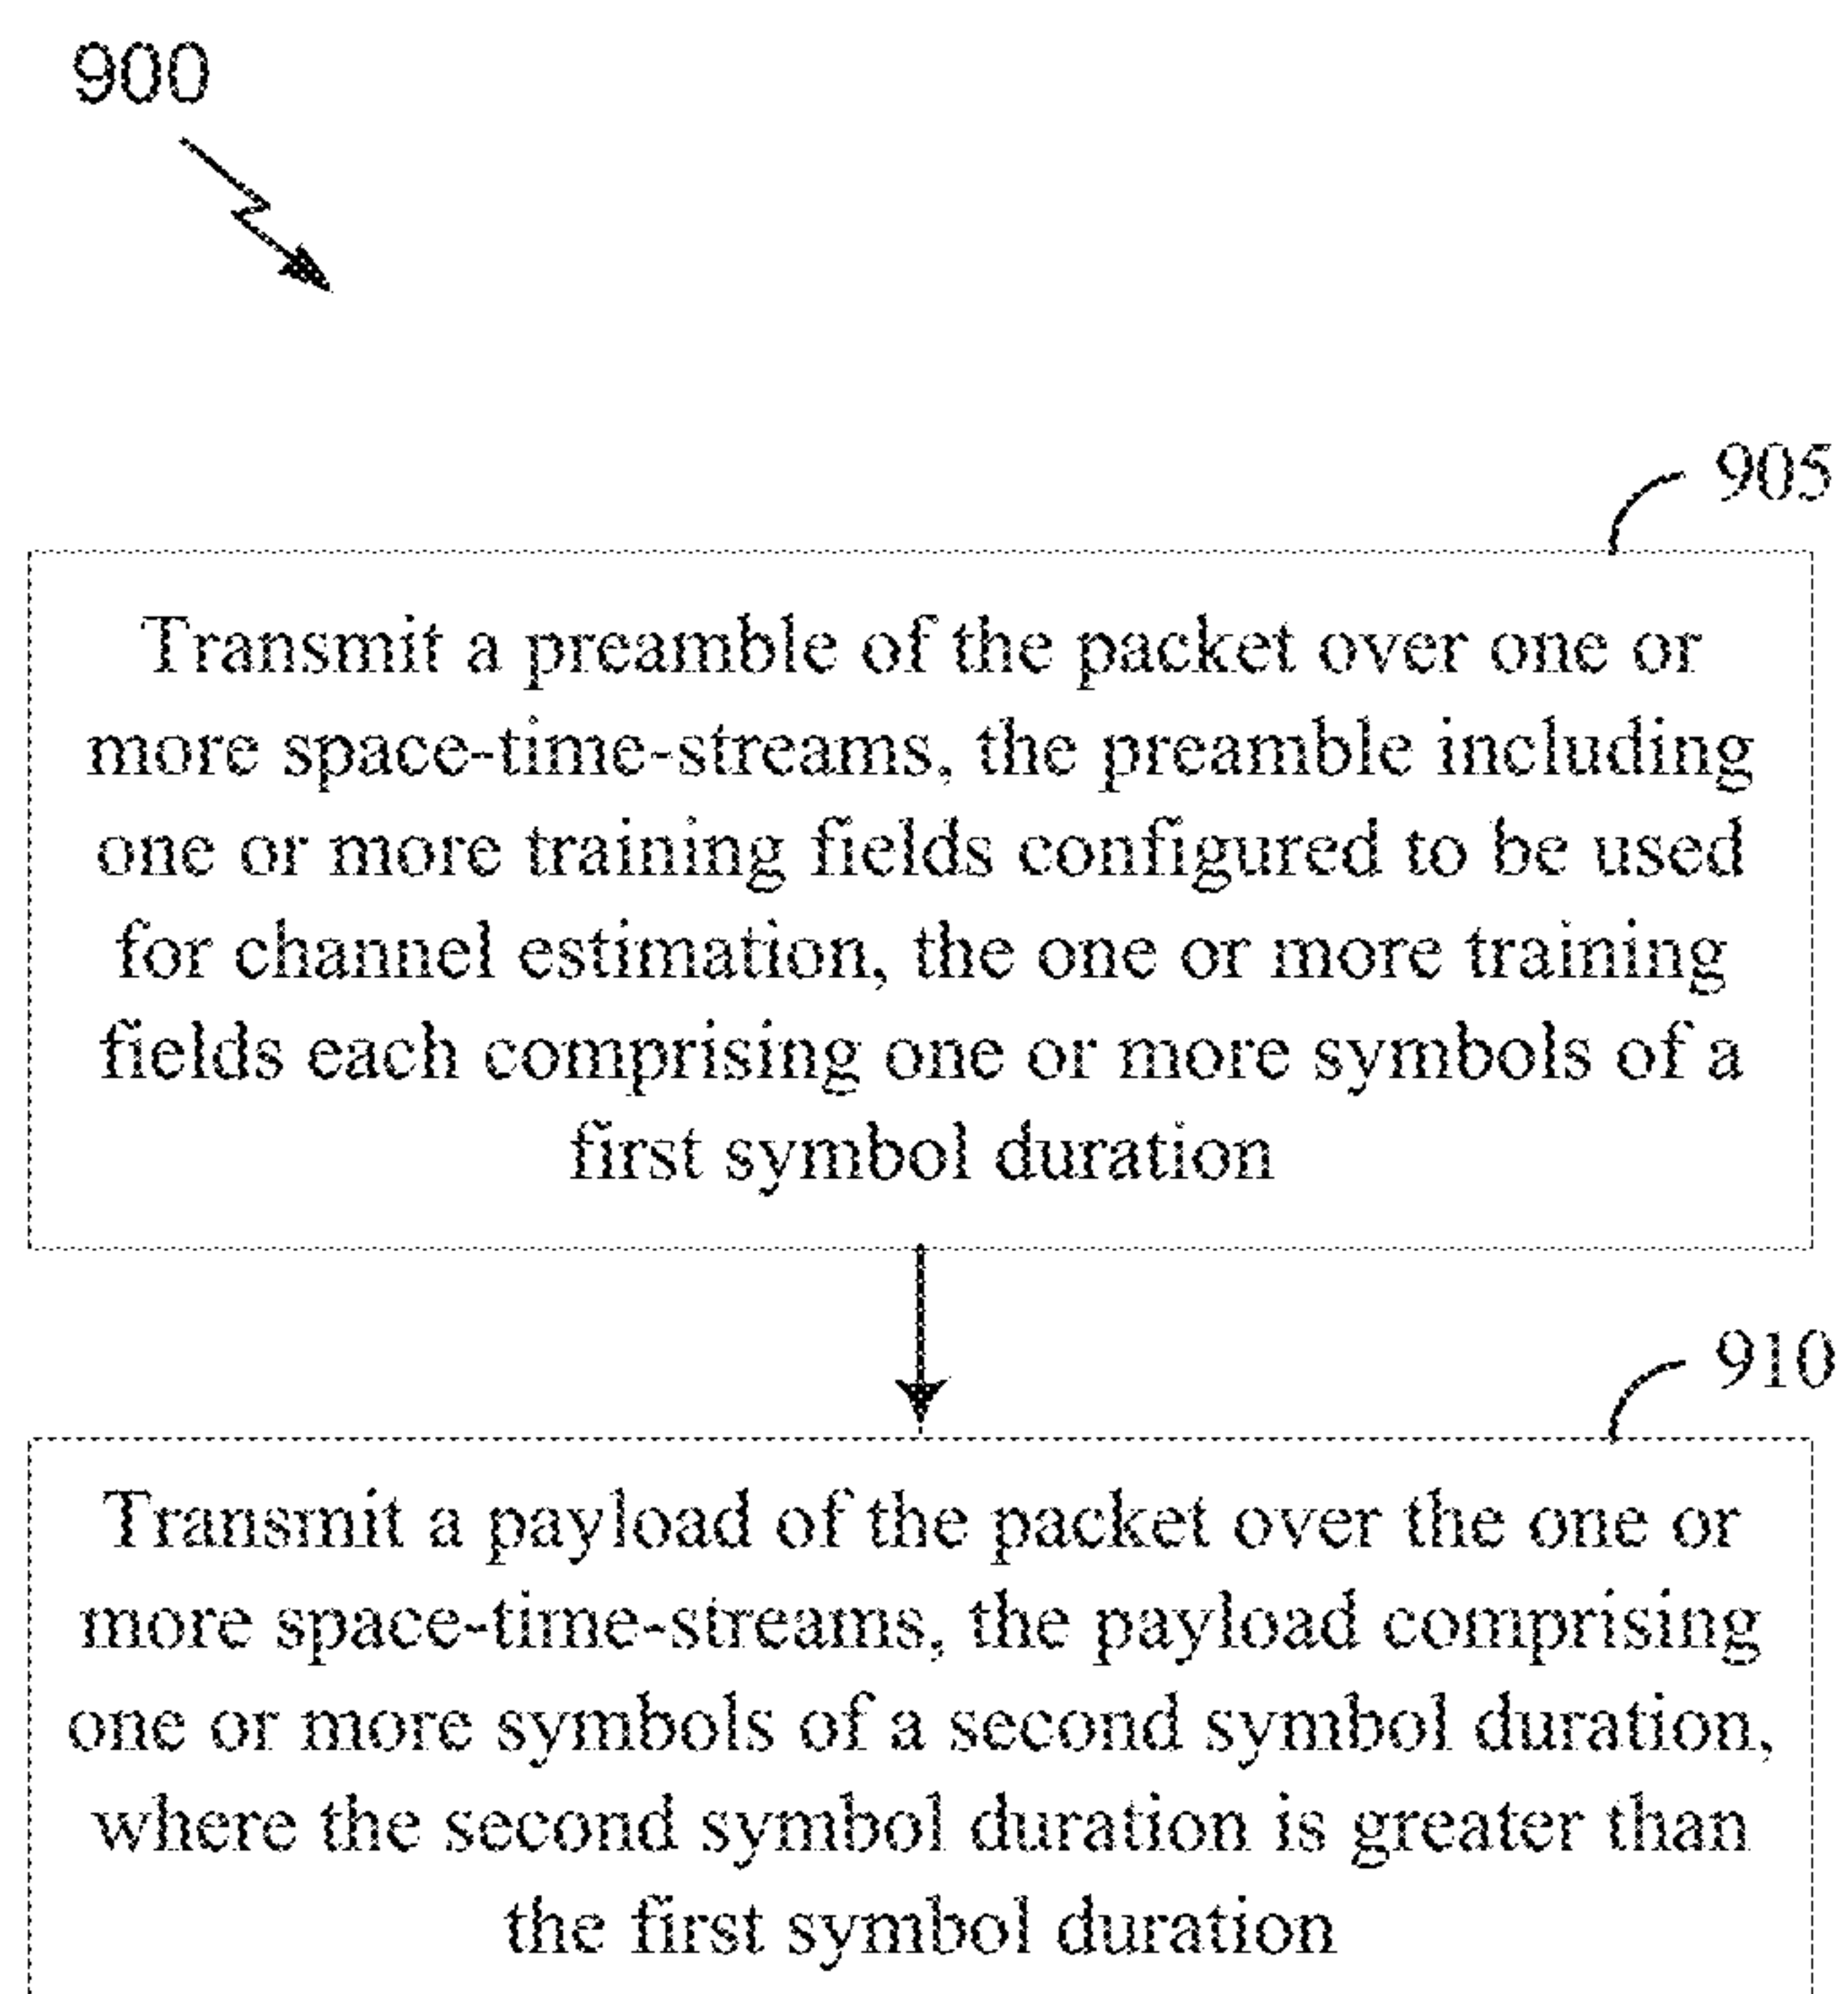 900
905
Transmit a preamble of the packet over one or
more space-time-streams, the preamble including
one or more training fields configured to be used
for channel estimation, the one or more training
fields each comprising one or more symbols of a
first symbol duration
910
Transmit a payload of the packet over the one or
more space-time-streams, the payload comprising
one or more symbols of a second symbol duration,
where the second symbol duration is greater than
the first symbol duration